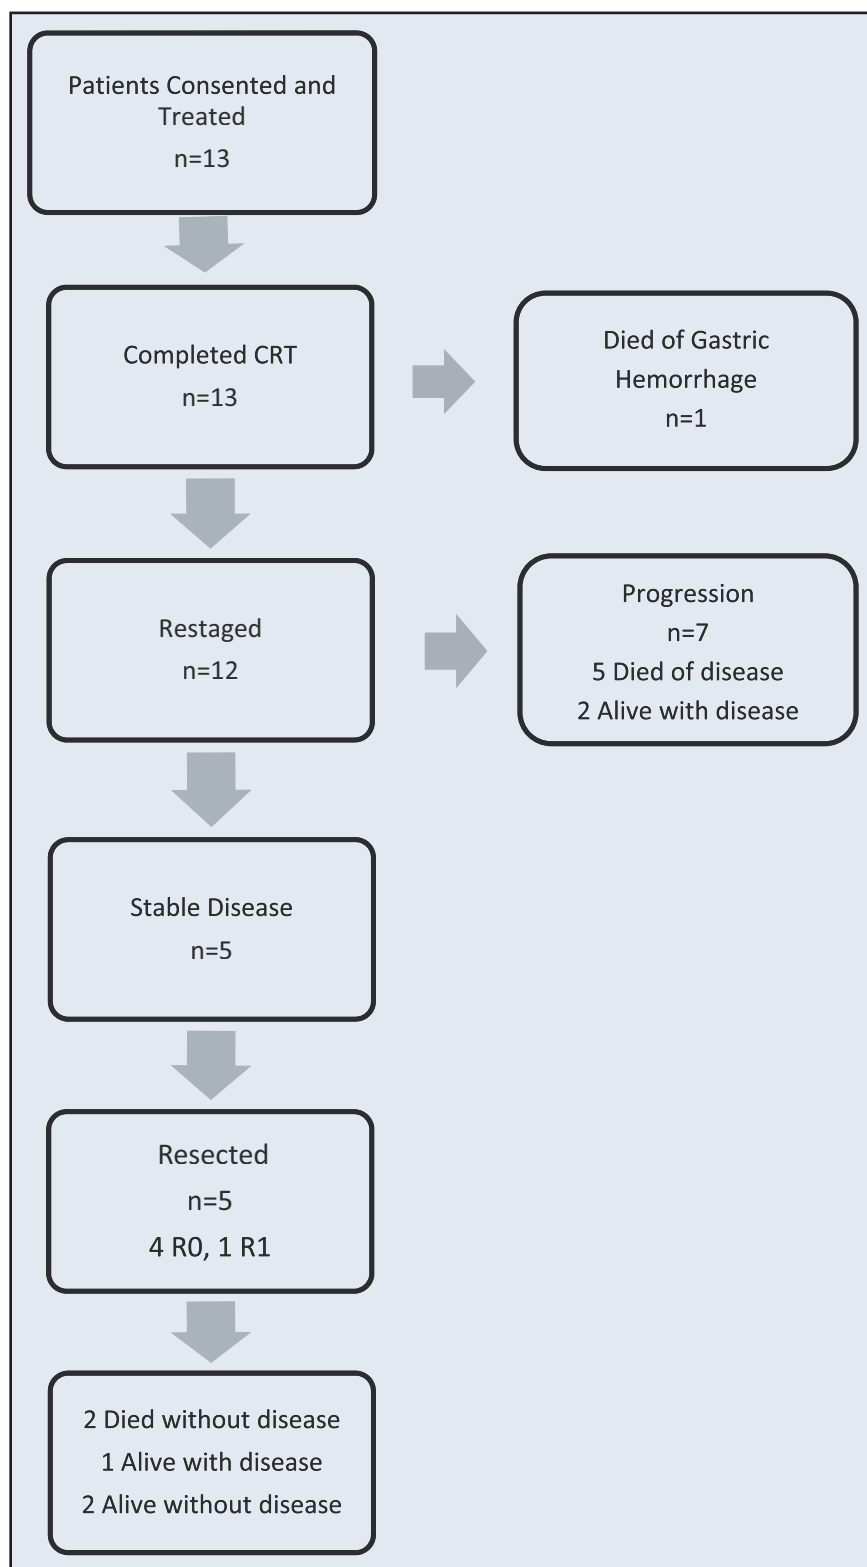 Patients Consented and
Treated
n=13
Completed CRT
n=13
Died of Gastric
Hemorrhage
n=1
Restaged
n=12
Progression
n=7
5 Died of disease
2 Alive with disease
Stable Disease
n=5
Resected
n=5
4 R0, 1 R1
2 Died without disease
1 Alive with disease
2 Alive without disease